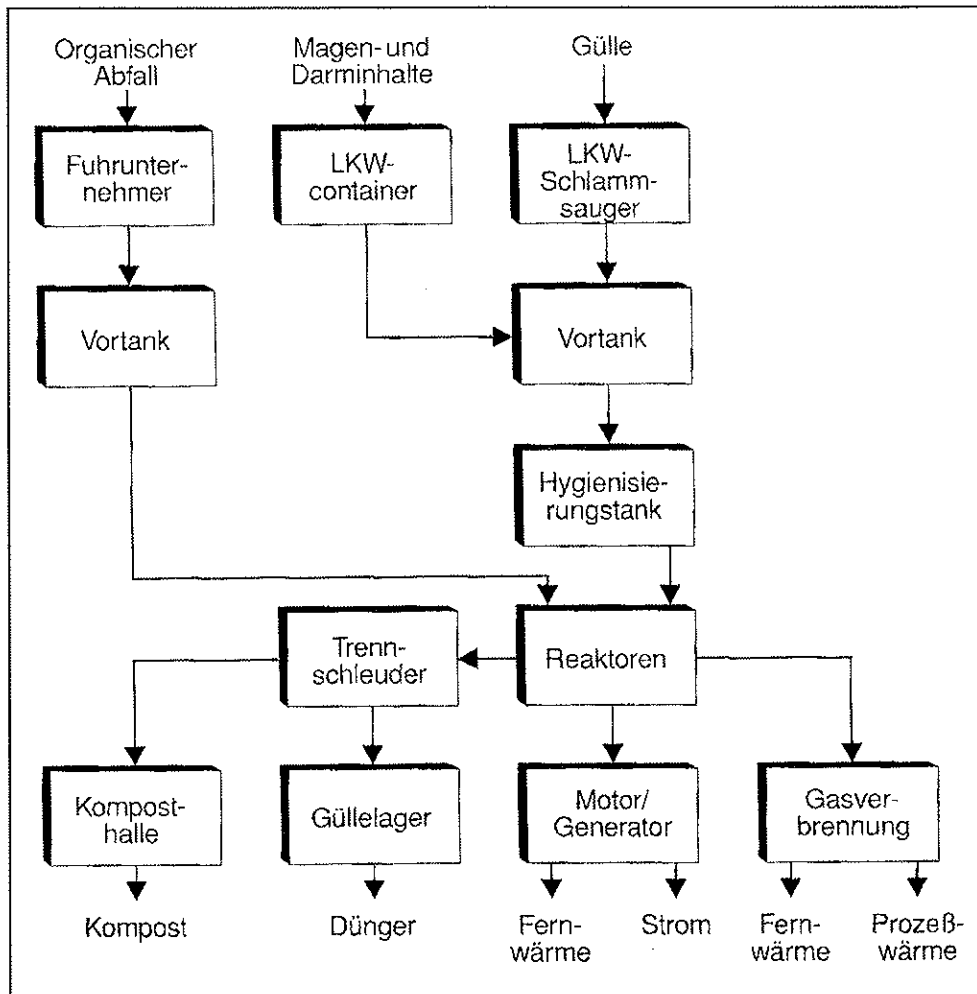 Organischer
Abfall
Magen-und
Darminhalte
Gülle
Fuhrunter-
nehmer
LKW-
container
LKW-
Schlamm-
sauger
Vortank
Vortank
Hygienisie-
rungstank
Trenn-
schleuder
Reaktoren
Kompost-
halle
Güllelager
Motor/
Generator
Gasver-
brennung
Kompost
Dünger
Fern-
wärme
Strom
Fern-
wärme
Prozeß-
wärme